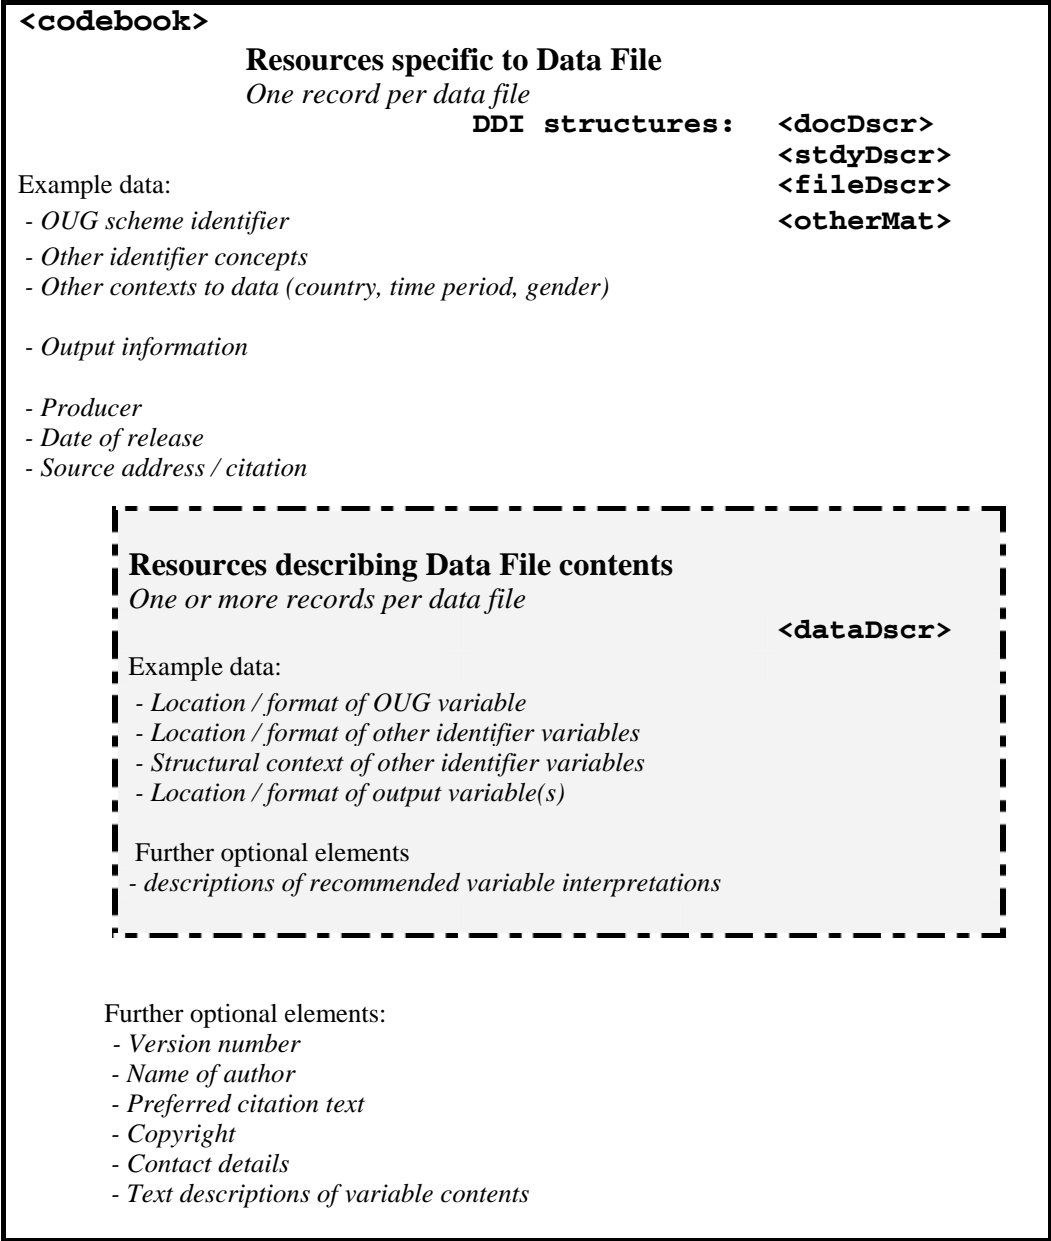 <codebook>
Resources specific to Data File
One record per data file
DDI structures: <docDscr>
<stdyDscr>
Example data: <fileDscr>
- OUG scheme identifier <otherMat>
- Other identifier concepts
- Other contexts to data (country, time period, gender)
- Output information
- Producer
- Date of release
- Source address / citation
Resources describing Data File contents
One or more records per data file
<dataDscr>
Example data:
- Location / format of OUG variable
- Location / format of other identifier variables
- Structural context of other identifier variables
- Location / format of output variable(s)
Further optional elements
- descriptions of recommended variable interpretations
Further optional elements:
- Version number
- Name of author
- Preferred citation text
- Copyright
- Contact details
- Text descriptions of variable contents